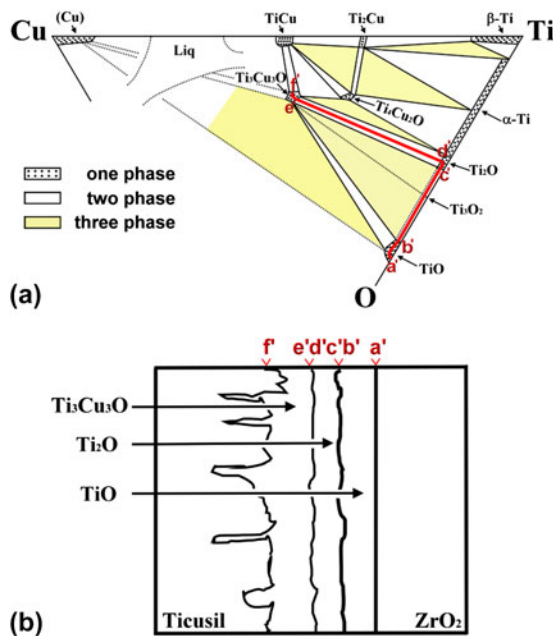 Cu
(Cu)
TiCu
Ti₂Cu
β-Ti
Ti
Liq
Ti₃Cu₃O
f'
e'
Ti₄Cu₂O
α-Ti
d'
c'
Ti₂O
Ti₃O₂
one phase
two phase
three phase
b'
a'
TiO
(a)
O
f' e'd'c'b' a'
Ti₃Cu₃O
Ti₂O
TiO
(b)
Ticusil
ZrO₂